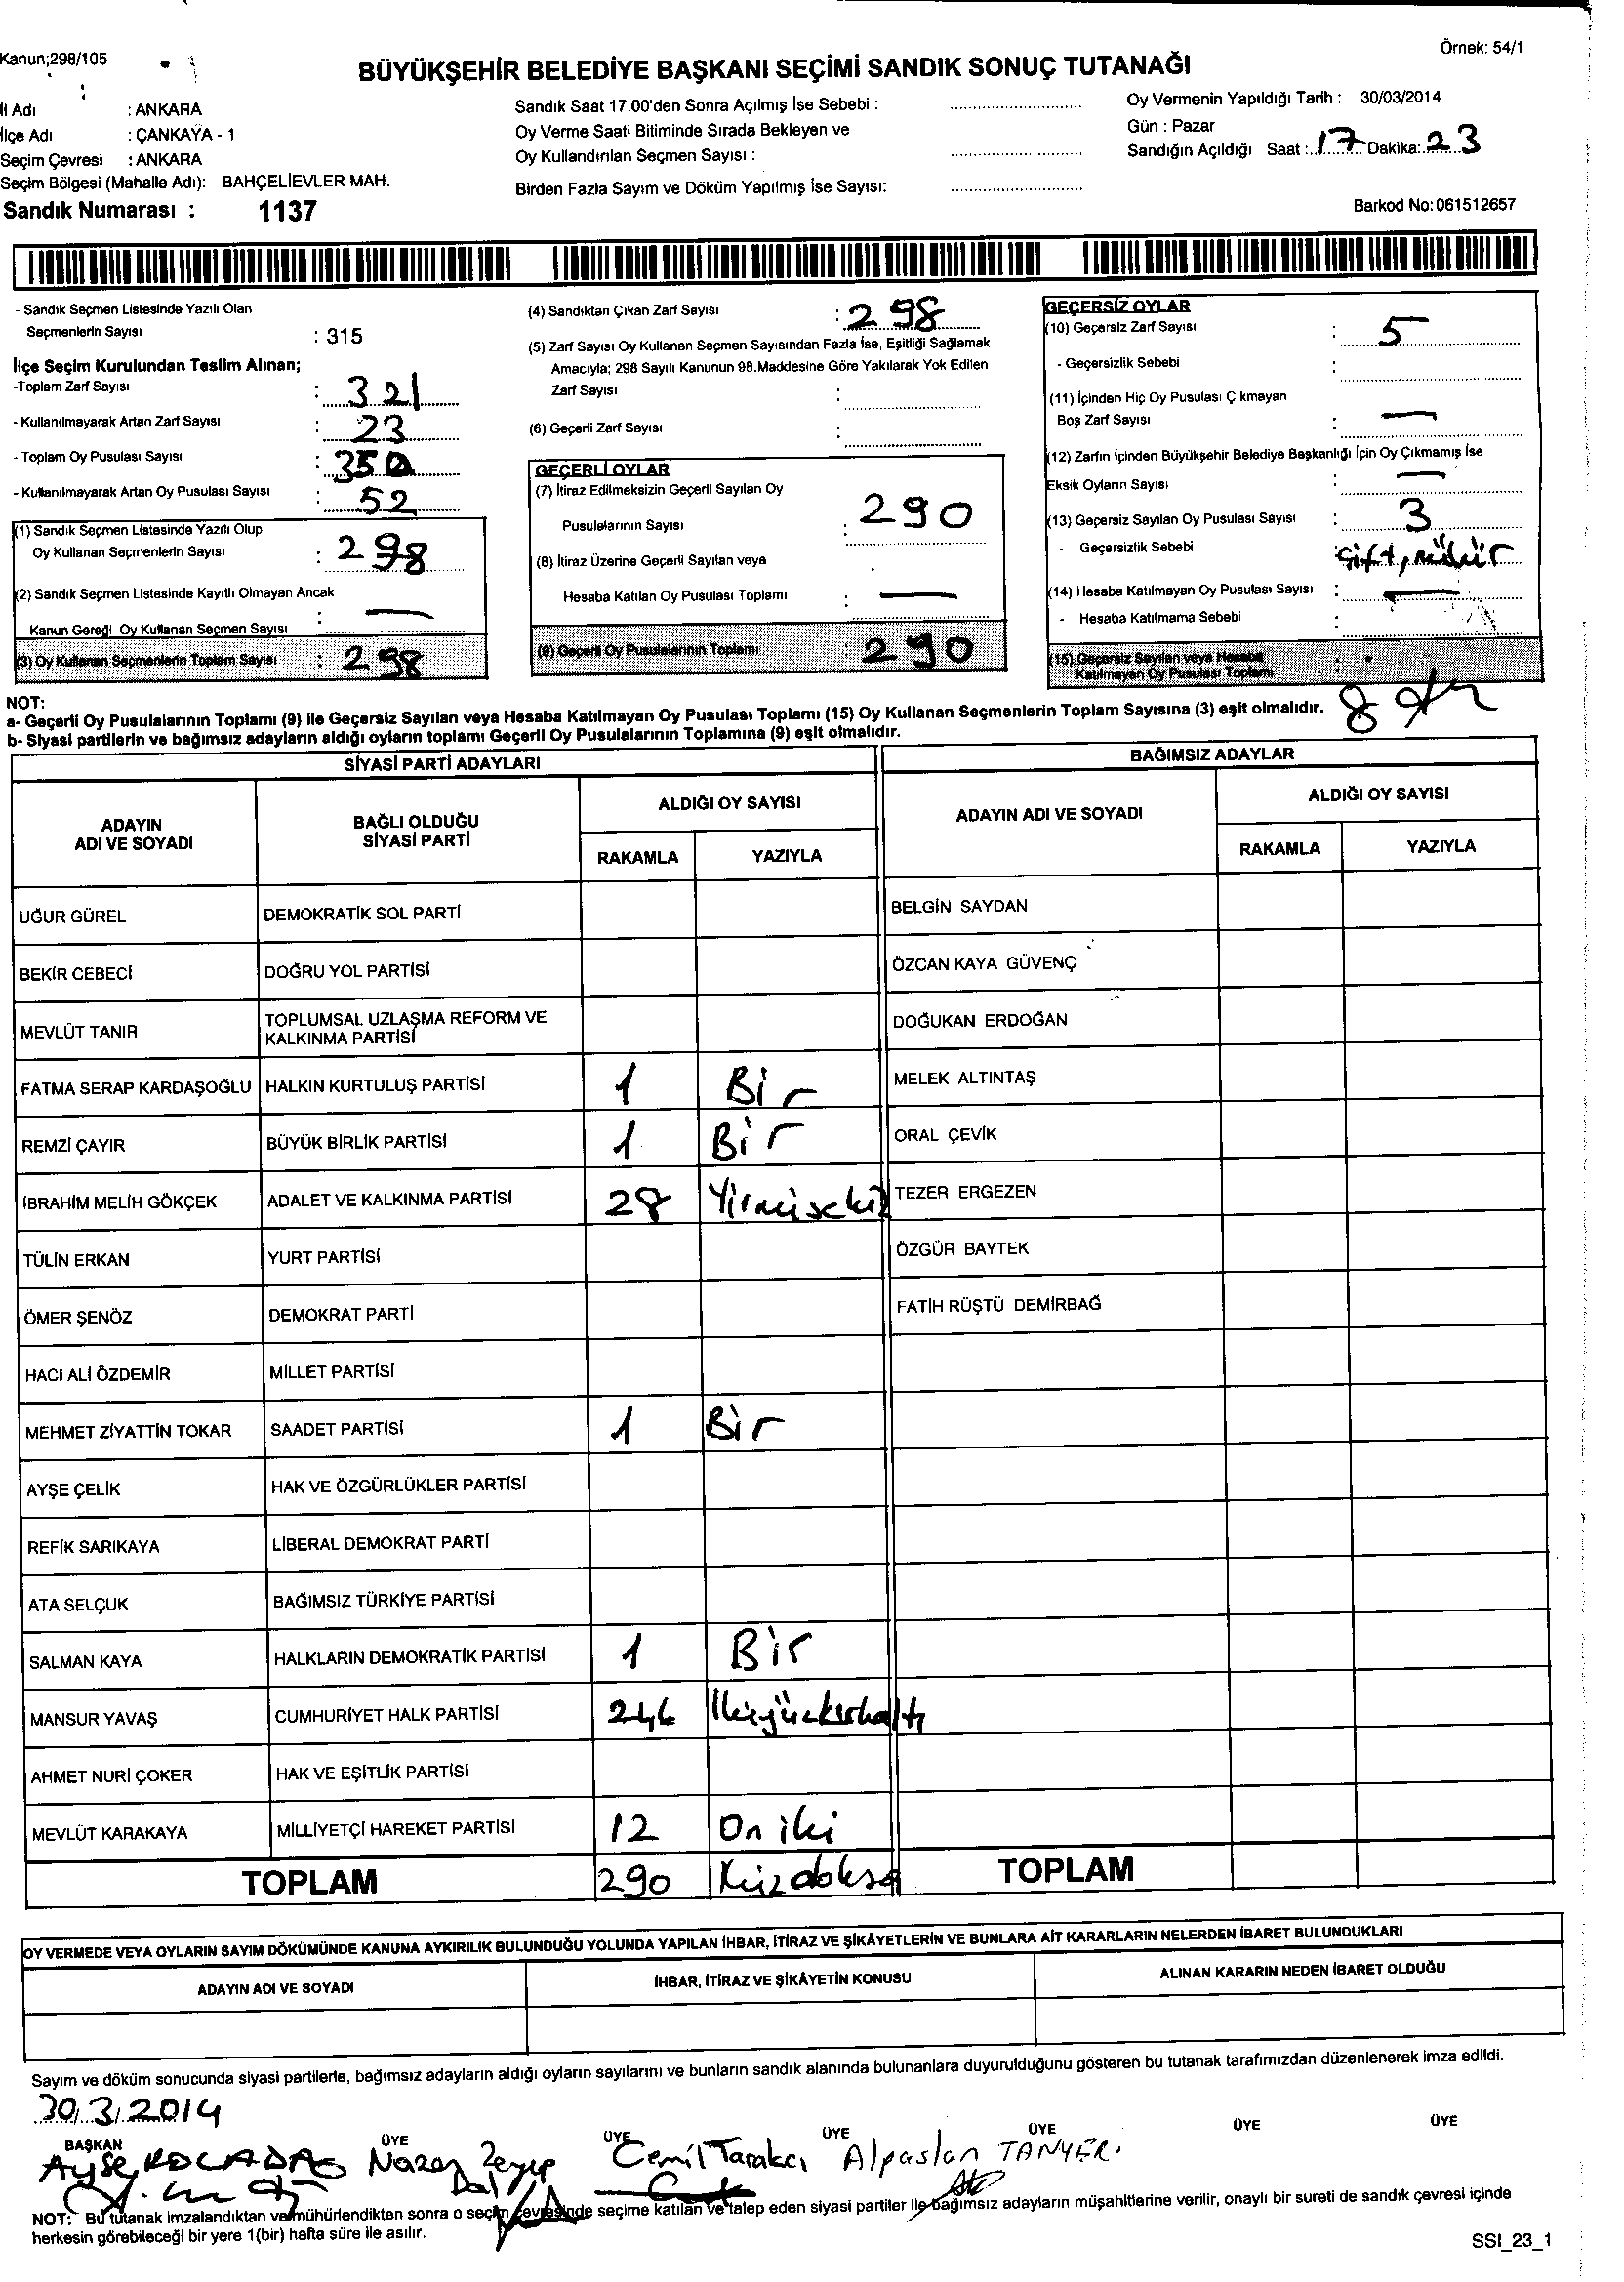 Kanun;298/105
Örnek: 54/1
BÜYÜKŞEHİR BELEDİYE BAŞKANI SEÇİMİ SANDIK SONUÇ TUTANAĞI
İl Adı : ANKARA
İlçe Adı : ÇANKAYA - 1
Seçim Çevresi : ANKARA
Seçim Bölgesi (Mahalle Adı): BAHÇELİEVLER MAH.
Sandık Numarası : 1137
Sandık Saat 17.00'den Sonra Açılmış İse Sebebi :
Oy Verme Saati Bitiminde Sırada Bekleyen ve
Oy Kullandırılan Seçmen Sayısı :
Birden Fazla Sayım ve Döküm Yapılmış İse Sayısı:
Oy Vermenin Yapıldığı Tarih : 30/03/2014
Gün : Pazar
Sandığın Açıldığı Saat : 17 Dakika: 23
Barkod No: 061512657
- Sandık Seçmen Listesinde Yazılı Olan
Seçmenlerin Sayısı : 315
İlçe Seçim Kurulundan Teslim Alınan;
-Toplam Zarf Sayısı : 321
- Kullanılmayarak Artan Zarf Sayısı : 23
- Toplam Oy Pusulası Sayısı : 350
- Kullanılmayarak Artan Oy Pusulası Sayısı : 52
(1) Sandık Seçmen Listesinde Yazılı Olup
Oy Kullanan Seçmenlerin Sayısı : 298
(2) Sandık Seçmen Listesinde Kayıtlı Olmayan Ancak
Kanun Gereği Oy Kullanan Seçmen Sayısı : —
(3) Oy Kullanan Seçmenlerin Toplam Sayısı : 298
(4) Sandıktan Çıkan Zarf Sayısı : 298
(5) Zarf Sayısı Oy Kullanan Seçmen Sayısından Fazla İse, Eşitliği Sağlamak
Amacıyla; 298 Sayılı Kanunun 98.Maddesine Göre Yakılarak Yok Edilen
Zarf Sayısı :
(6) Geçerli Zarf Sayısı :
GEÇERLİ OYLAR
(7) İtiraz Edilmeksizin Geçerli Sayılan Oy
Pusulalarının Sayısı : 290
(8) İtiraz Üzerine Geçerli Sayılan veya
Hesaba Katılan Oy Pusulası Toplamı : —
(9) Geçerli Oy Pusulalarının Toplamı : 290
GEÇERSİZ OYLAR
(10) Geçersiz Zarf Sayısı : 5
- Geçersizlik Sebebi :
(11) İçinden Hiç Oy Pusulası Çıkmayan
Boş Zarf Sayısı : —
(12) Zarfın İçinden Büyükşehir Belediye Başkanlığı İçin Oy Çıkmamış İse
Eksik Oyların Sayısı : —
(13) Geçersiz Sayılan Oy Pusulası Sayısı : 3
- Geçersizlik Sebebi : Çift, mühür
(14) Hesaba Katılmayan Oy Pusulası Sayısı : —
- Hesaba Katılmama Sebebi :
(15) Geçersiz Sayılan veya Hesaba
Katılmayan Oy Pusulası Toplamı : 8
NOT:
a- Geçerli Oy Pusulalarının Toplamı (9) ile Geçersiz Sayılan veya Hesaba Katılmayan Oy Pusulası Toplamı (15) Oy Kullanan Seçmenlerin Toplam Sayısına (3) eşit olmalıdır.
b- Siyasi partilerin ve bağımsız adayların aldığı oyların toplamı Geçerli Oy Pusulalarının Toplamına (9) eşit olmalıdır.
SİYASİ PARTİ ADAYLARI
BAĞIMSIZ ADAYLAR
ADAYIN ADI VE SOYADI
BAĞLI OLDUĞU SİYASİ PARTİ
ALDIĞI OY SAYISI
RAKAMLA YAZIYLA
ADAYIN ADI VE SOYADI
ALDIĞI OY SAYISI
RAKAMLA YAZIYLA
UĞUR GÜREL DEMOKRATİK SOL PARTİ BELGİN SAYDAN
BEKİR CEBECİ DOĞRU YOL PARTİSİ ÖZCAN KAYA GÜVENÇ
MEVLÜT TANIR TOPLUMSAL UZLAŞMA REFORM VE KALKINMA PARTİSİ DOĞUKAN ERDOĞAN
FATMA SERAP KARDAŞOĞLU HALKIN KURTULUŞ PARTİSİ 1 Bir MELEK ALTINTAŞ
REMZİ ÇAYIR BÜYÜK BİRLİK PARTİSİ 1 Bir ORAL ÇEVİK
İBRAHİM MELİH GÖKÇEK ADALET VE KALKINMA PARTİSİ 28 Yirmisekiz TEZER ERGEZEN
TÜLİN ERKAN YURT PARTİSİ ÖZGÜR BAYTEK
ÖMER ŞENÖZ DEMOKRAT PARTİ FATİH RÜŞTÜ DEMİRBAĞ
HACI ALİ ÖZDEMİR MİLLET PARTİSİ
MEHMET ZİYATTİN TOKAR SAADET PARTİSİ 1 Bir
AYŞE ÇELİK HAK VE ÖZGÜRLÜKLER PARTİSİ
REFİK SARIKAYA LİBERAL DEMOKRAT PARTİ
ATA SELÇUK BAĞIMSIZ TÜRKİYE PARTİSİ
SALMAN KAYA HALKLARIN DEMOKRATİK PARTİSİ 1 Bir
MANSUR YAVAŞ CUMHURİYET HALK PARTİSİ 246 İkiyüzkırkaltı
AHMET NURİ ÇOKER HAK VE EŞİTLİK PARTİSİ
MEVLÜT KARAKAYA MİLLİYETÇİ HAREKET PARTİSİ 12 On iki
TOPLAM 290 TOPLAM
OY VERMEDE VEYA OYLARIN SAYIM DÖKÜMÜNDE KANUNA AYKIRILIK BULUNDUĞU YOLUNDA YAPILAN İHBAR, İTİRAZ VE ŞİKÂYETLERİN VE BUNLARA AİT KARARLARIN NELERDEN İBARET BULUNDUKLARI
ADAYIN ADI VE SOYADI İHBAR, İTİRAZ VE ŞİKÂYETİN KONUSU ALINAN KARARIN NEDEN İBARET OLDUĞU
Sayım ve döküm sonucunda siyasi partilerle, bağımsız adayların aldığı oyların sayılarını ve bunların sandık alanında bulunanlara duyurulduğunu gösteren bu tutanak tarafımızdan düzenlenerek imza edildi.
30/3/2014
BAŞKAN ÜYE ÜYE ÜYE ÜYE ÜYE ÜYE
Ayşe KOCADAĞ Nazan Zeynep Dal Cemil Tarakcı Alpaslan TANYERİ
NOT: Bu tutanak imzalandıktan ve mühürlendikten sonra o seçim çevresinde seçime katılan ve talep eden siyasi partiler ile bağımsız adayların müşahitlerine verilir, onaylı bir sureti de sandık çevresi içinde
herkesin görebileceği bir yere 1(bir) hafta süre ile asılır.
SSI_23_1